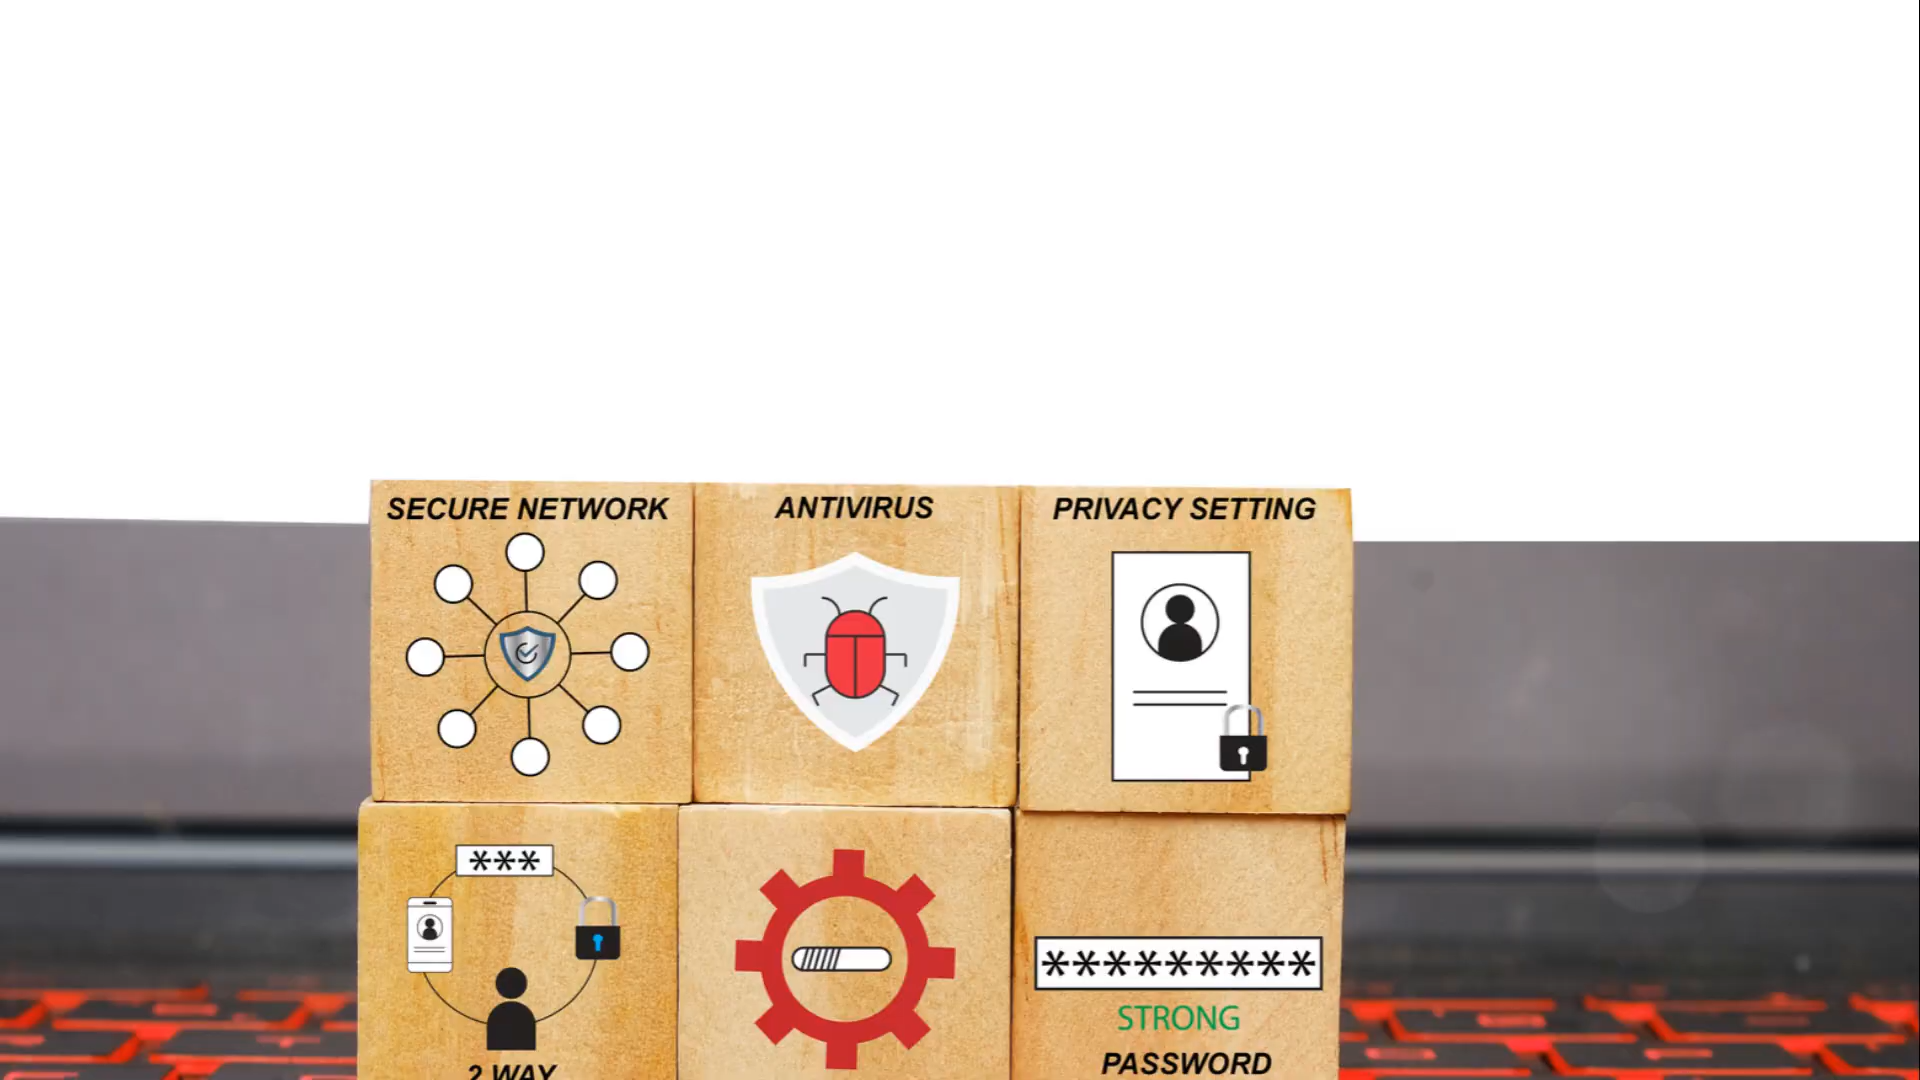 SECURE NETWORK
ANTIVIRUS
PRIVACY SETTING
***
*********
STRONG
PASSWORD
2 WAY